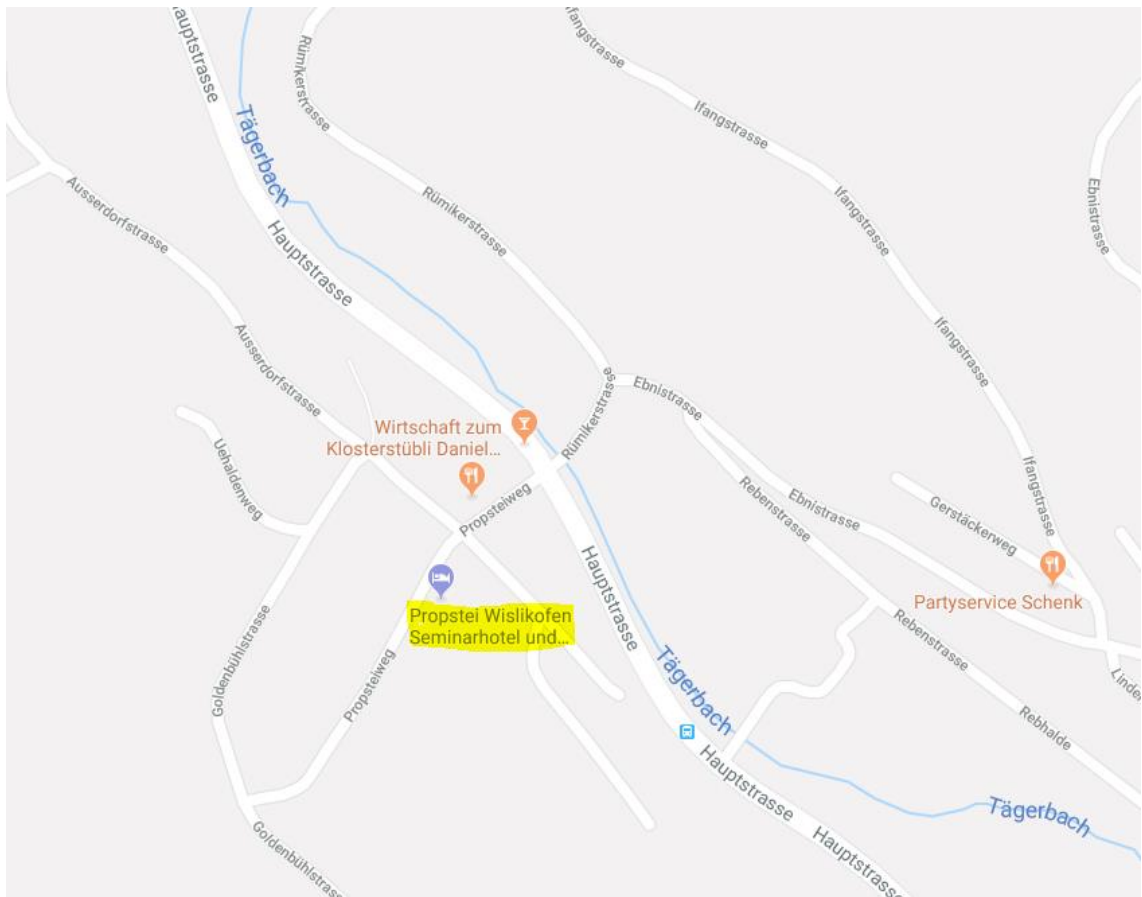 Hauptstrasse
Rümikerstrasse
Ifangstrasse
Tägerbach
Rümikerstrasse
Ifangstrasse
Ausserdorfstrasse
Hauptstrasse
Ifangstrasse
Ebnistrasse
Ausserdorfstrasse
Ifangstrasse
Wirtschaft zum
Klosterstübli Daniel...
Rümikerstrasse
Ebnistrasse
Uehaldenweg
Propsteiweg
Rebenstrasse
Ebnistrasse
Gerstäckerweg
Ifangstrasse
Partyservice Schenk
Propstei Wislikofen
Seminarhotel und...
Hauptstrasse
Goldenbühlstrasse
Propsteiweg
Tägerbach
Rebenstrasse
Linden
Rebhalde
Hauptstrasse
Tägerbach
Goldenbühlstrasse
Hauptstrasse